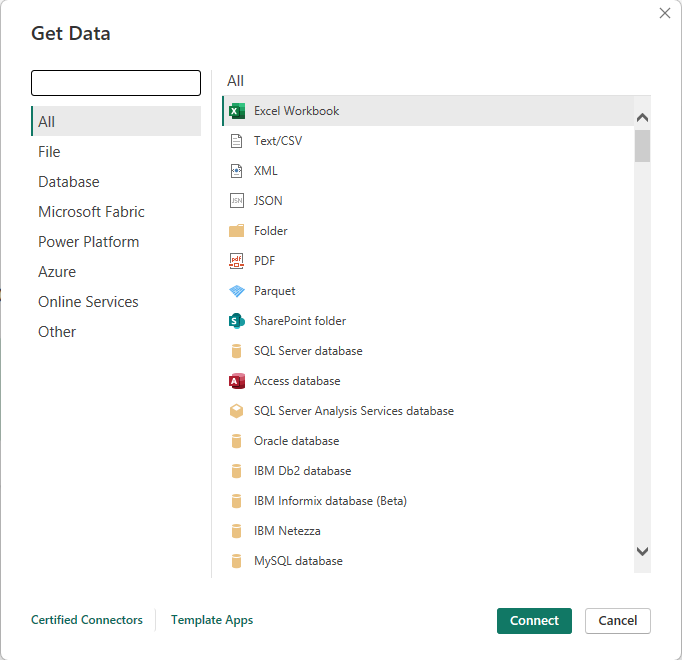 Get Data
All
File
Database
Microsoft Fabric
Power Platform
Azure
Online Services
Other
All
Excel Workbook
Text/CSV
XML
JSON
Folder
PDF
Parquet
SharePoint folder
SQL Server database
Access database
SQL Server Analysis Services database
Oracle database
IBM Db2 database
IBM Informix database (Beta)
IBM Netezza
MySQL database
Certified Connectors
Template Apps
Connect
Cancel